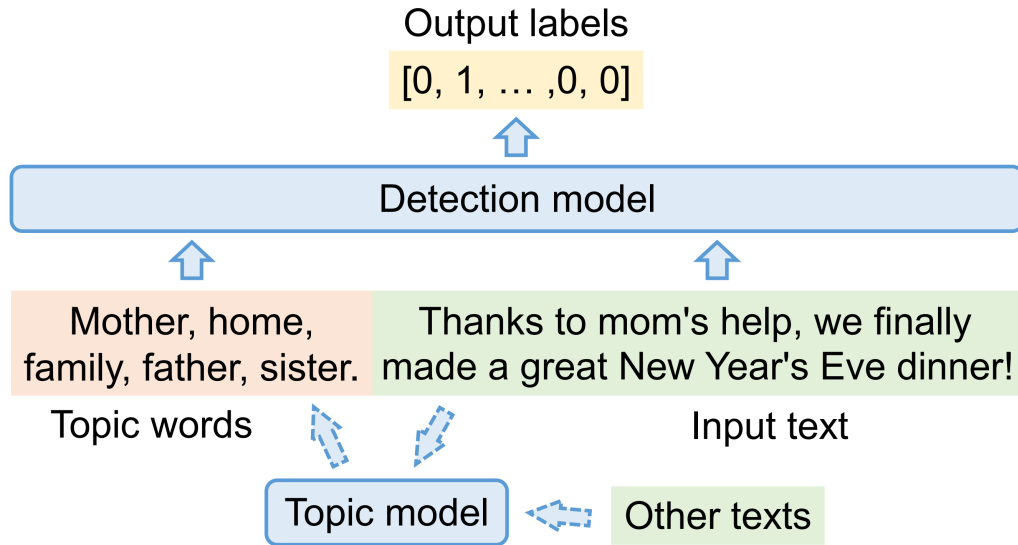 Output labels
[0, 1, … ,0, 0]
Detection model
Mother, home,
family, father, sister.
Thanks to mom's help, we finally
made a great New Year's Eve dinner!
Topic words
Input text
Topic model
Other texts